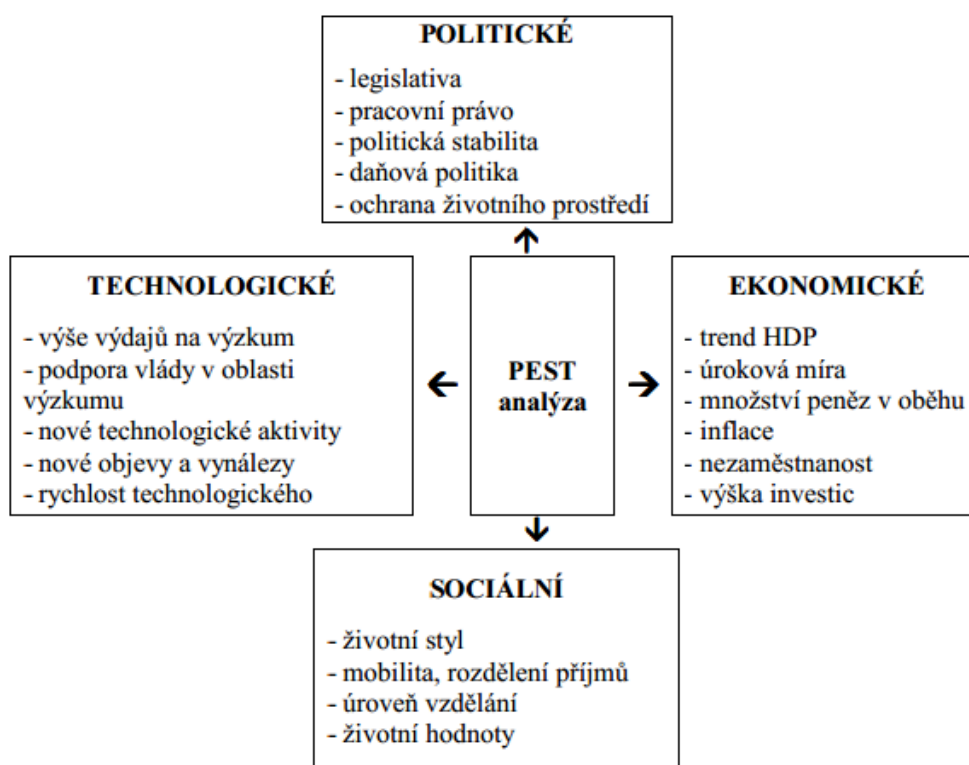 POLITICKÉ
- legislativa
- pracovní právo
- politická stabilita
- daňová politika
- ochrana životního prostředí
TECHNOLOGICKÉ
- výše výdajů na výzkum
- podpora vlády v oblasti
výzkumu
- nové technologické aktivity
- nové objevy a vynálezy
- rychlost technologického
PEST
analýza
EKONOMICKÉ
- trend HDP
- úroková míra
- množství peněz v oběhu
- inflace
- nezaměstnanost
- výška investic
SOCIÁLNÍ
- životní styl
- mobilita, rozdělení příjmů
- úroveň vzdělání
- životní hodnoty